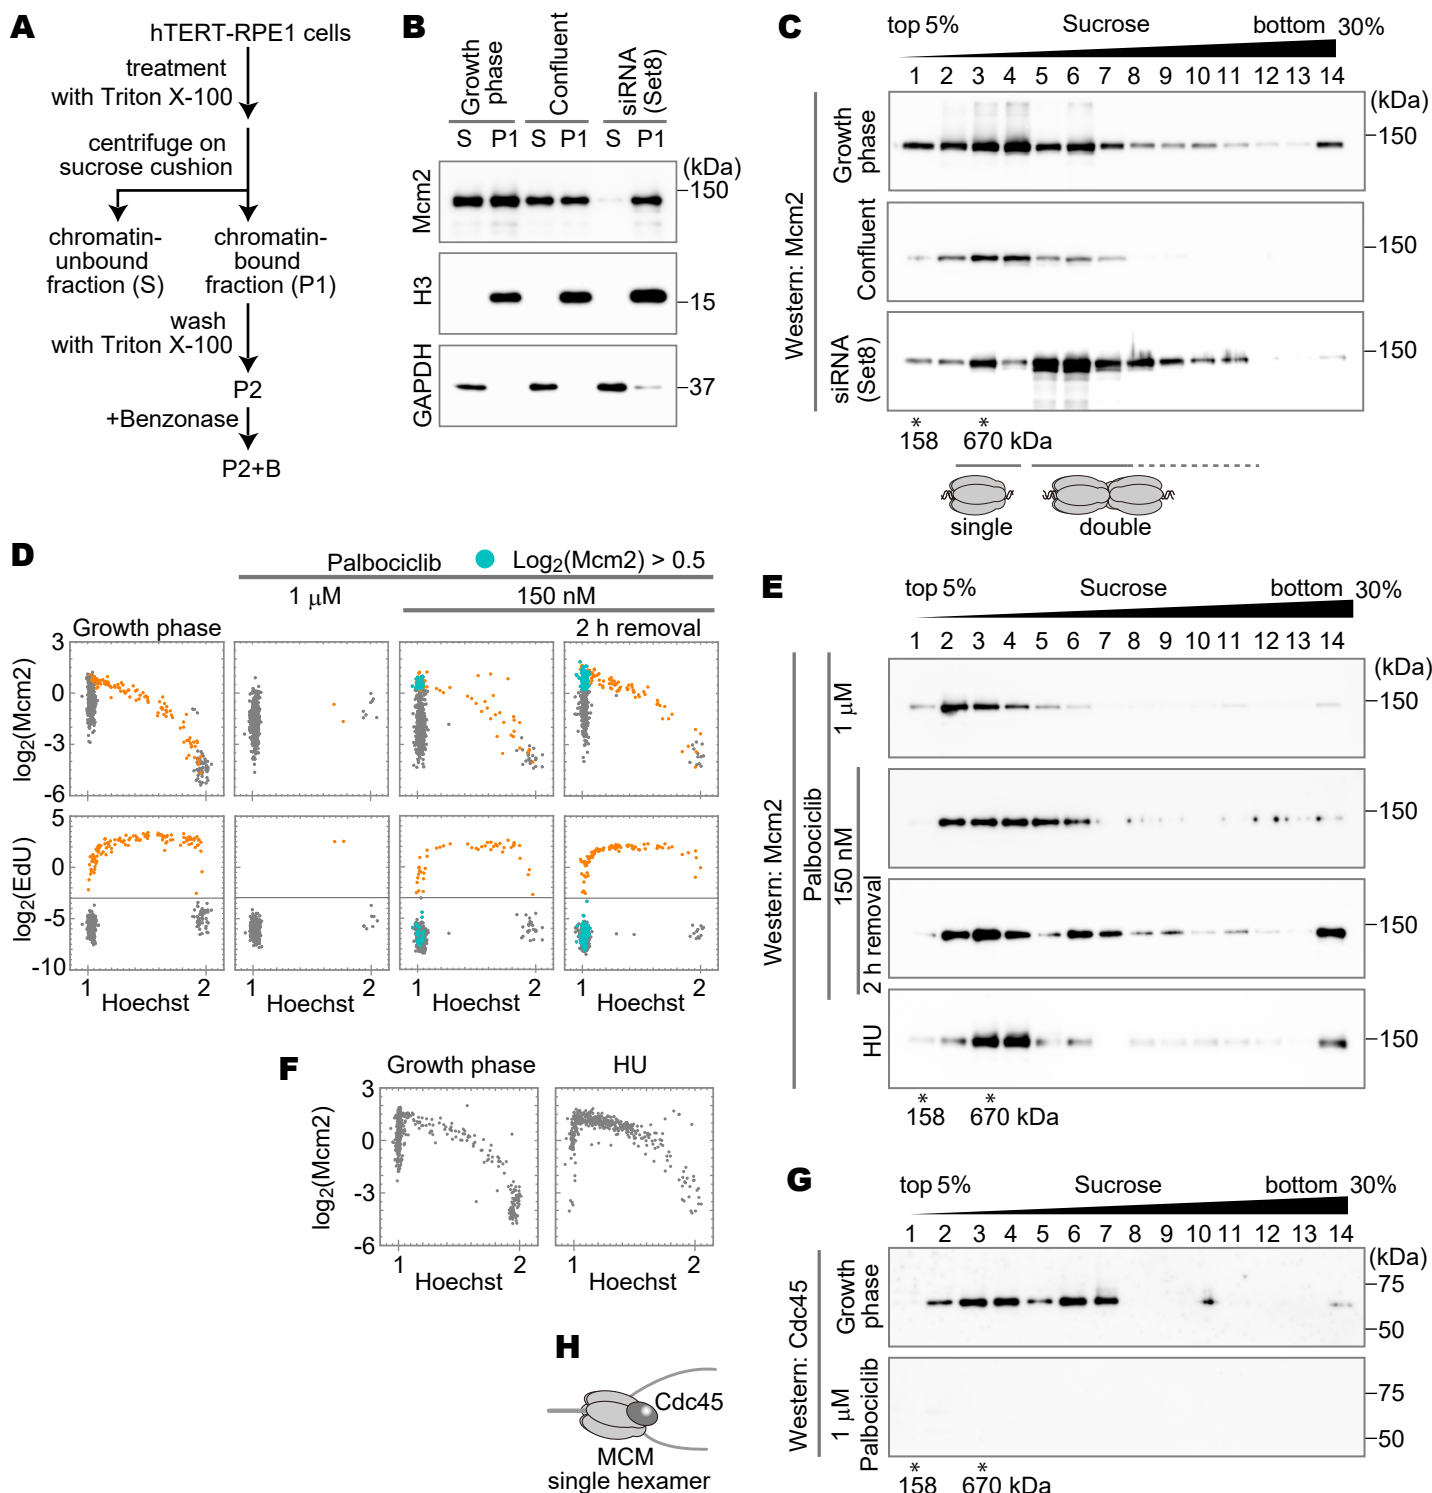 A
hTERT-RPE1 cells
treatment
with Triton X-100
centrifuge on
sucrose cushion
chromatin-
unbound
fraction (S)
chromatin-
bound
fraction (P1)
wash
with Triton X-100
P2
+Benzonase
P2+B
B
Growth
phase
Confluent
siRNA
(Set8)
S P1 S P1 S P1
(kDa)
Mcm2
150
H3
15
GAPDH
37
C
top 5% Sucrose bottom 30%
1 2 3 4 5 6 7 8 9 10 11 12 13 14
(kDa)
Western: Mcm2
Growth
phase
150
Confluent
150
siRNA
(Set8)
150
* *
158 670 kDa
single double
D
Palbociclib Log2(Mcm2) > 0.5
1 μM 150 nM
Growth phase 2 h removal
log2(Mcm2)
3
0
-3
-6
log2(EdU)
5
0
-5
-10
1 2 1 2 1 2 1 2
Hoechst Hoechst Hoechst Hoechst
E
top 5% Sucrose bottom 30%
1 2 3 4 5 6 7 8 9 10 11 12 13 14
(kDa)
Western: Mcm2
Palbociclib
1 μM
150
150 nM
150
2 h removal
150
HU
150
* *
158 670 kDa
F
Growth phase HU
log2(Mcm2)
3
0
-3
-6
1 2 1 2
Hoechst Hoechst
G
top 5% Sucrose bottom 30%
1 2 3 4 5 6 7 8 9 10 11 12 13 14
(kDa)
Western: Cdc45
Growth
phase
75
50
1 μM
Palbociclib
75
50
* *
158 670 kDa
H
Cdc45
MCM
single hexamer